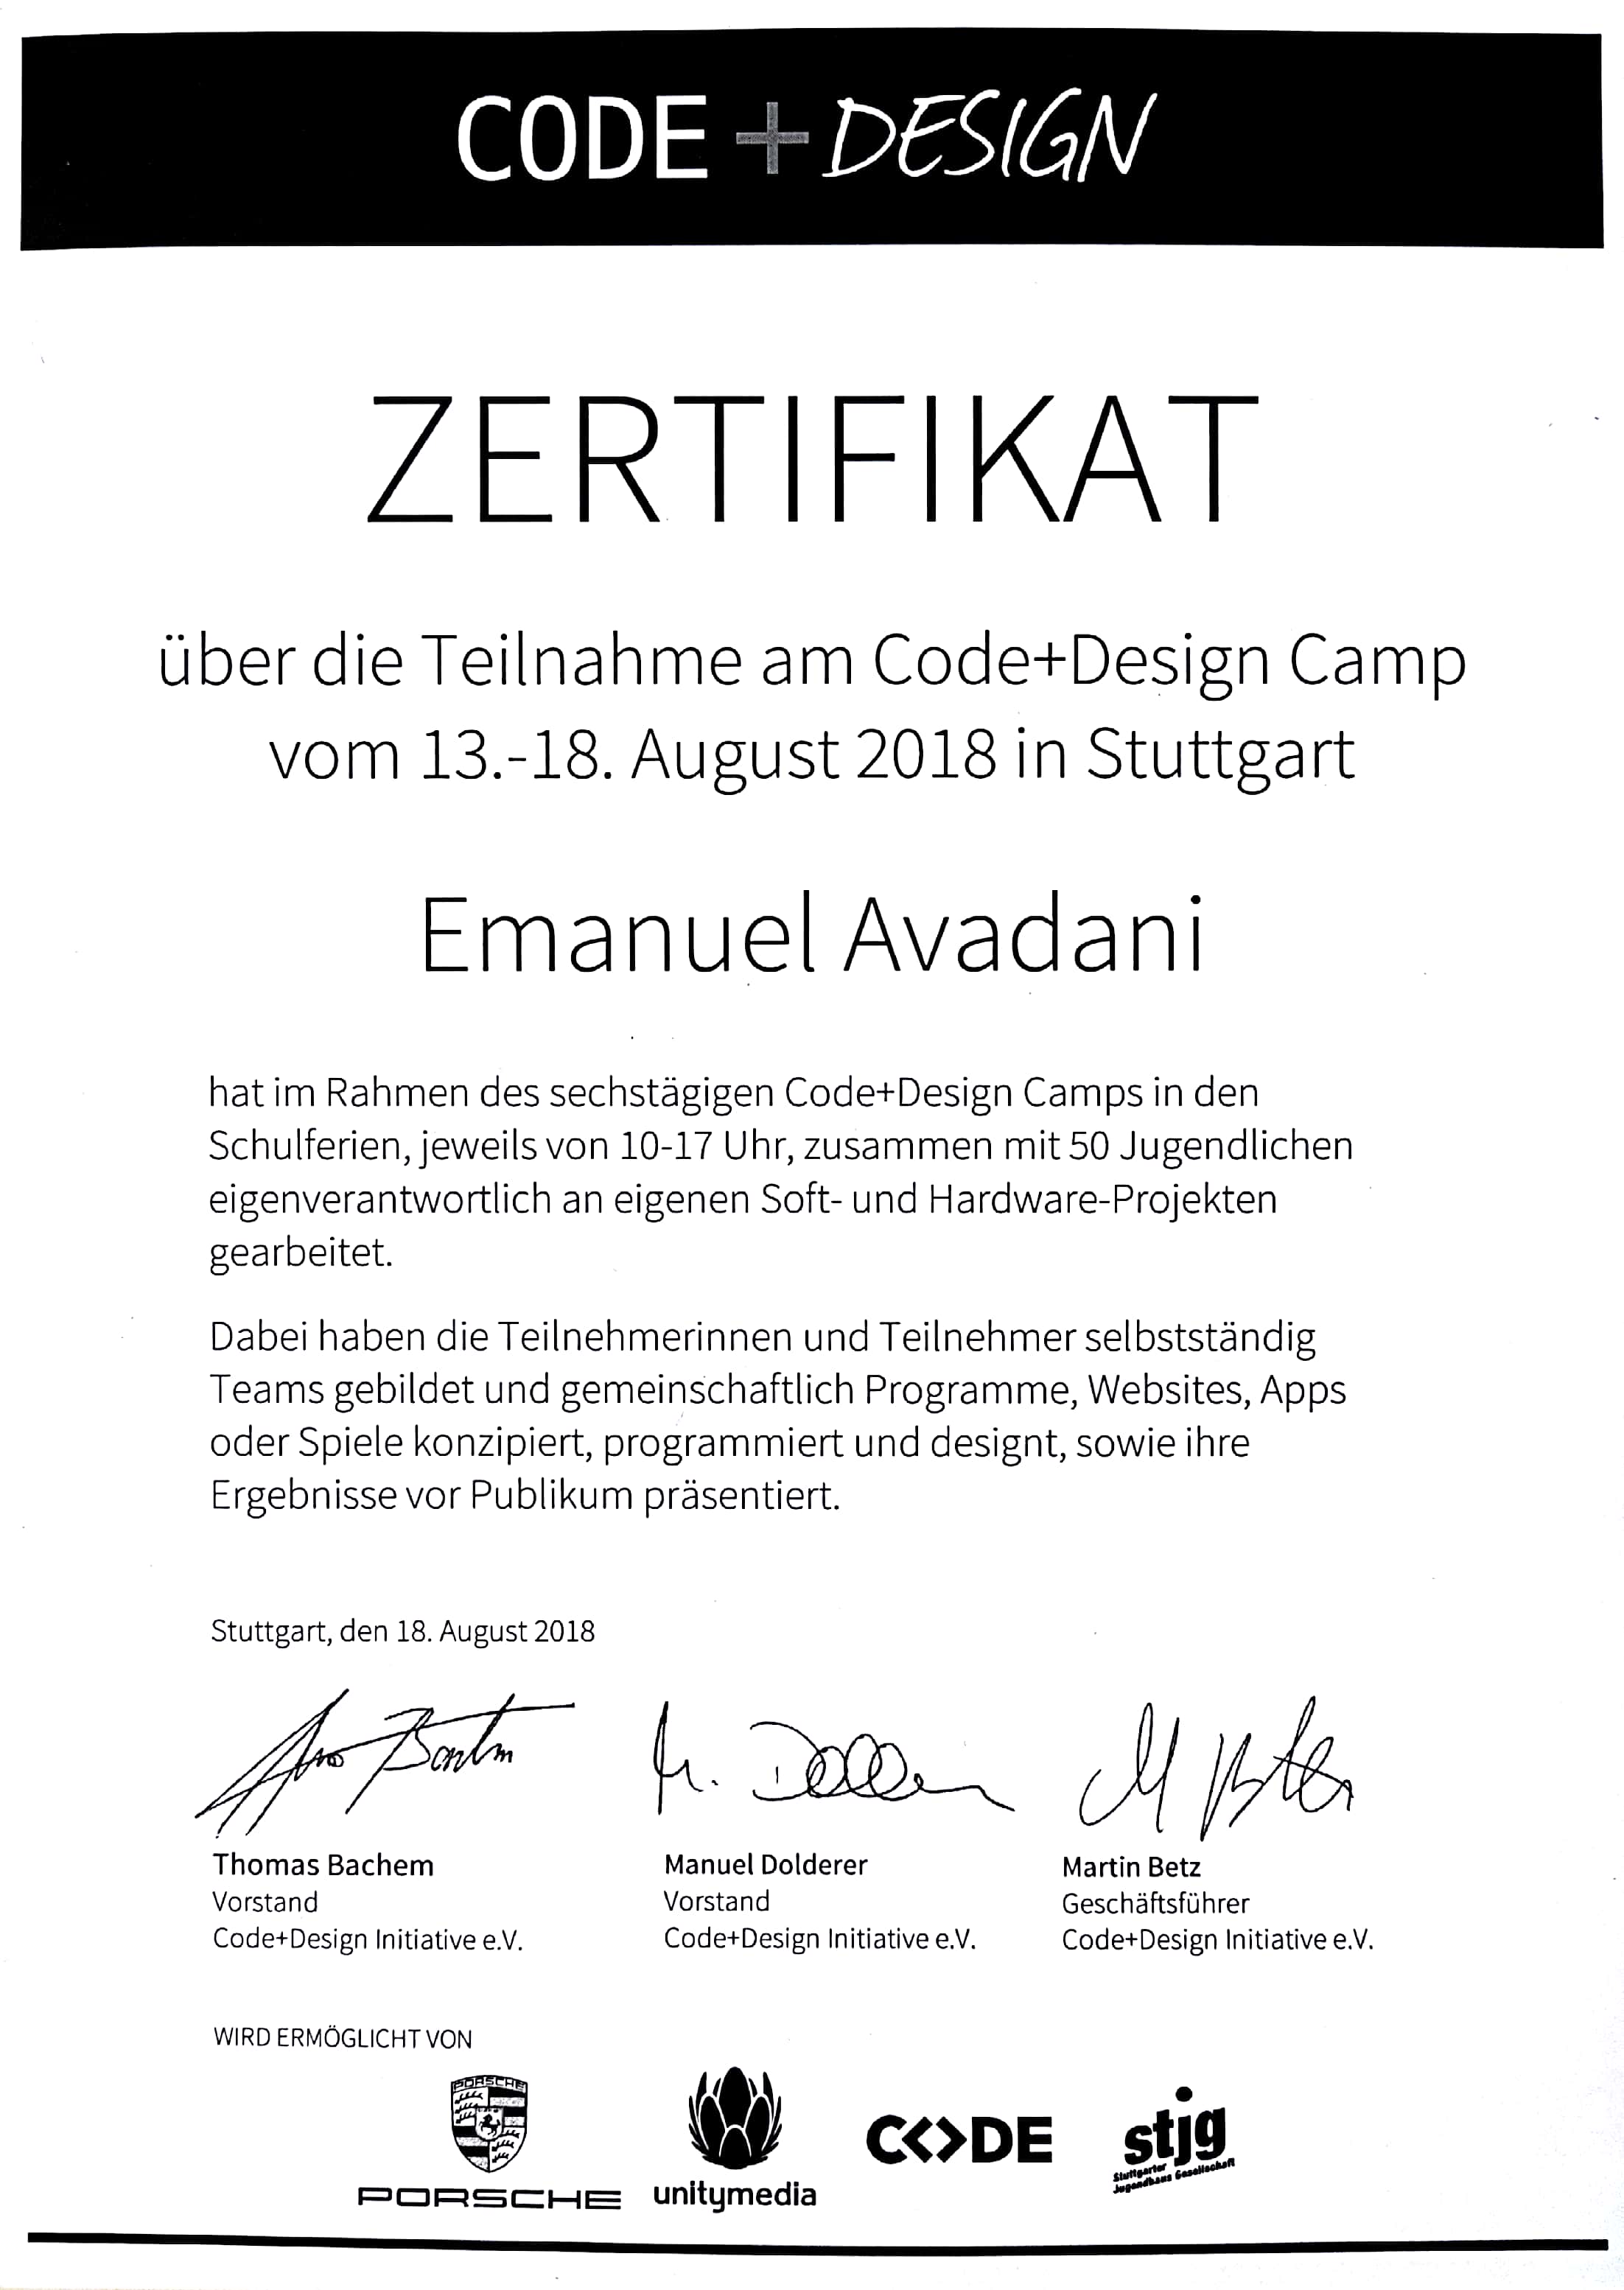 CODE + DESIGN
ZERTIFIKAT
über die Teilnahme am Code+Design Camp
vom 13.-18. August 2018 in Stuttgart
Emanuel Avadani
hat im Rahmen des sechstägigen Code+Design Camps in den
Schulferien, jeweils von 10-17 Uhr, zusammen mit 50 Jugendlichen
eigenverantwortlich an eigenen Soft- und Hardware-Projekten
gearbeitet.
Dabei haben die Teilnehmerinnen und Teilnehmer selbstständig
Teams gebildet und gemeinschaftlich Programme, Websites, Apps
oder Spiele konzipiert, programmiert und designt, sowie ihre
Ergebnisse vor Publikum präsentiert.
Stuttgart, den 18. August 2018
Thomas Bachem
Vorstand
Code+Design Initiative e.V.
Manuel Dolderer
Vorstand
Code+Design Initiative e.V.
Martin Betz
Geschäftsführer
Code+Design Initiative e.V.
WIRD ERMÖGLICHT VON
PORSCHE
PORSCHE
unitymedia
C<>DE
stjg
Stuttgarter
Jugendhaus Gesellschaft